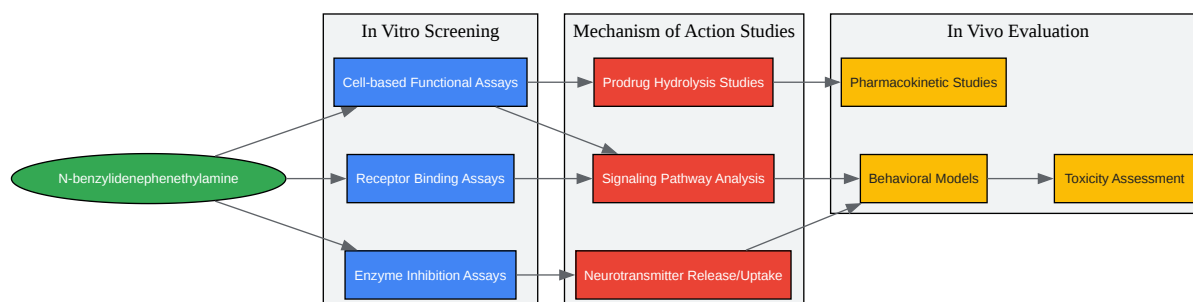 In Vitro Screening
Mechanism of Action Studies
In Vivo Evaluation
Cell-based Functional Assays
Prodrug Hydrolysis Studies
Pharmacokinetic Studies
N-benzylidenephenethylamine
Receptor Binding Assays
Signaling Pathway Analysis
Behavioral Models
Toxicity Assessment
Enzyme Inhibition Assays
Neurotransmitter Release/Uptake